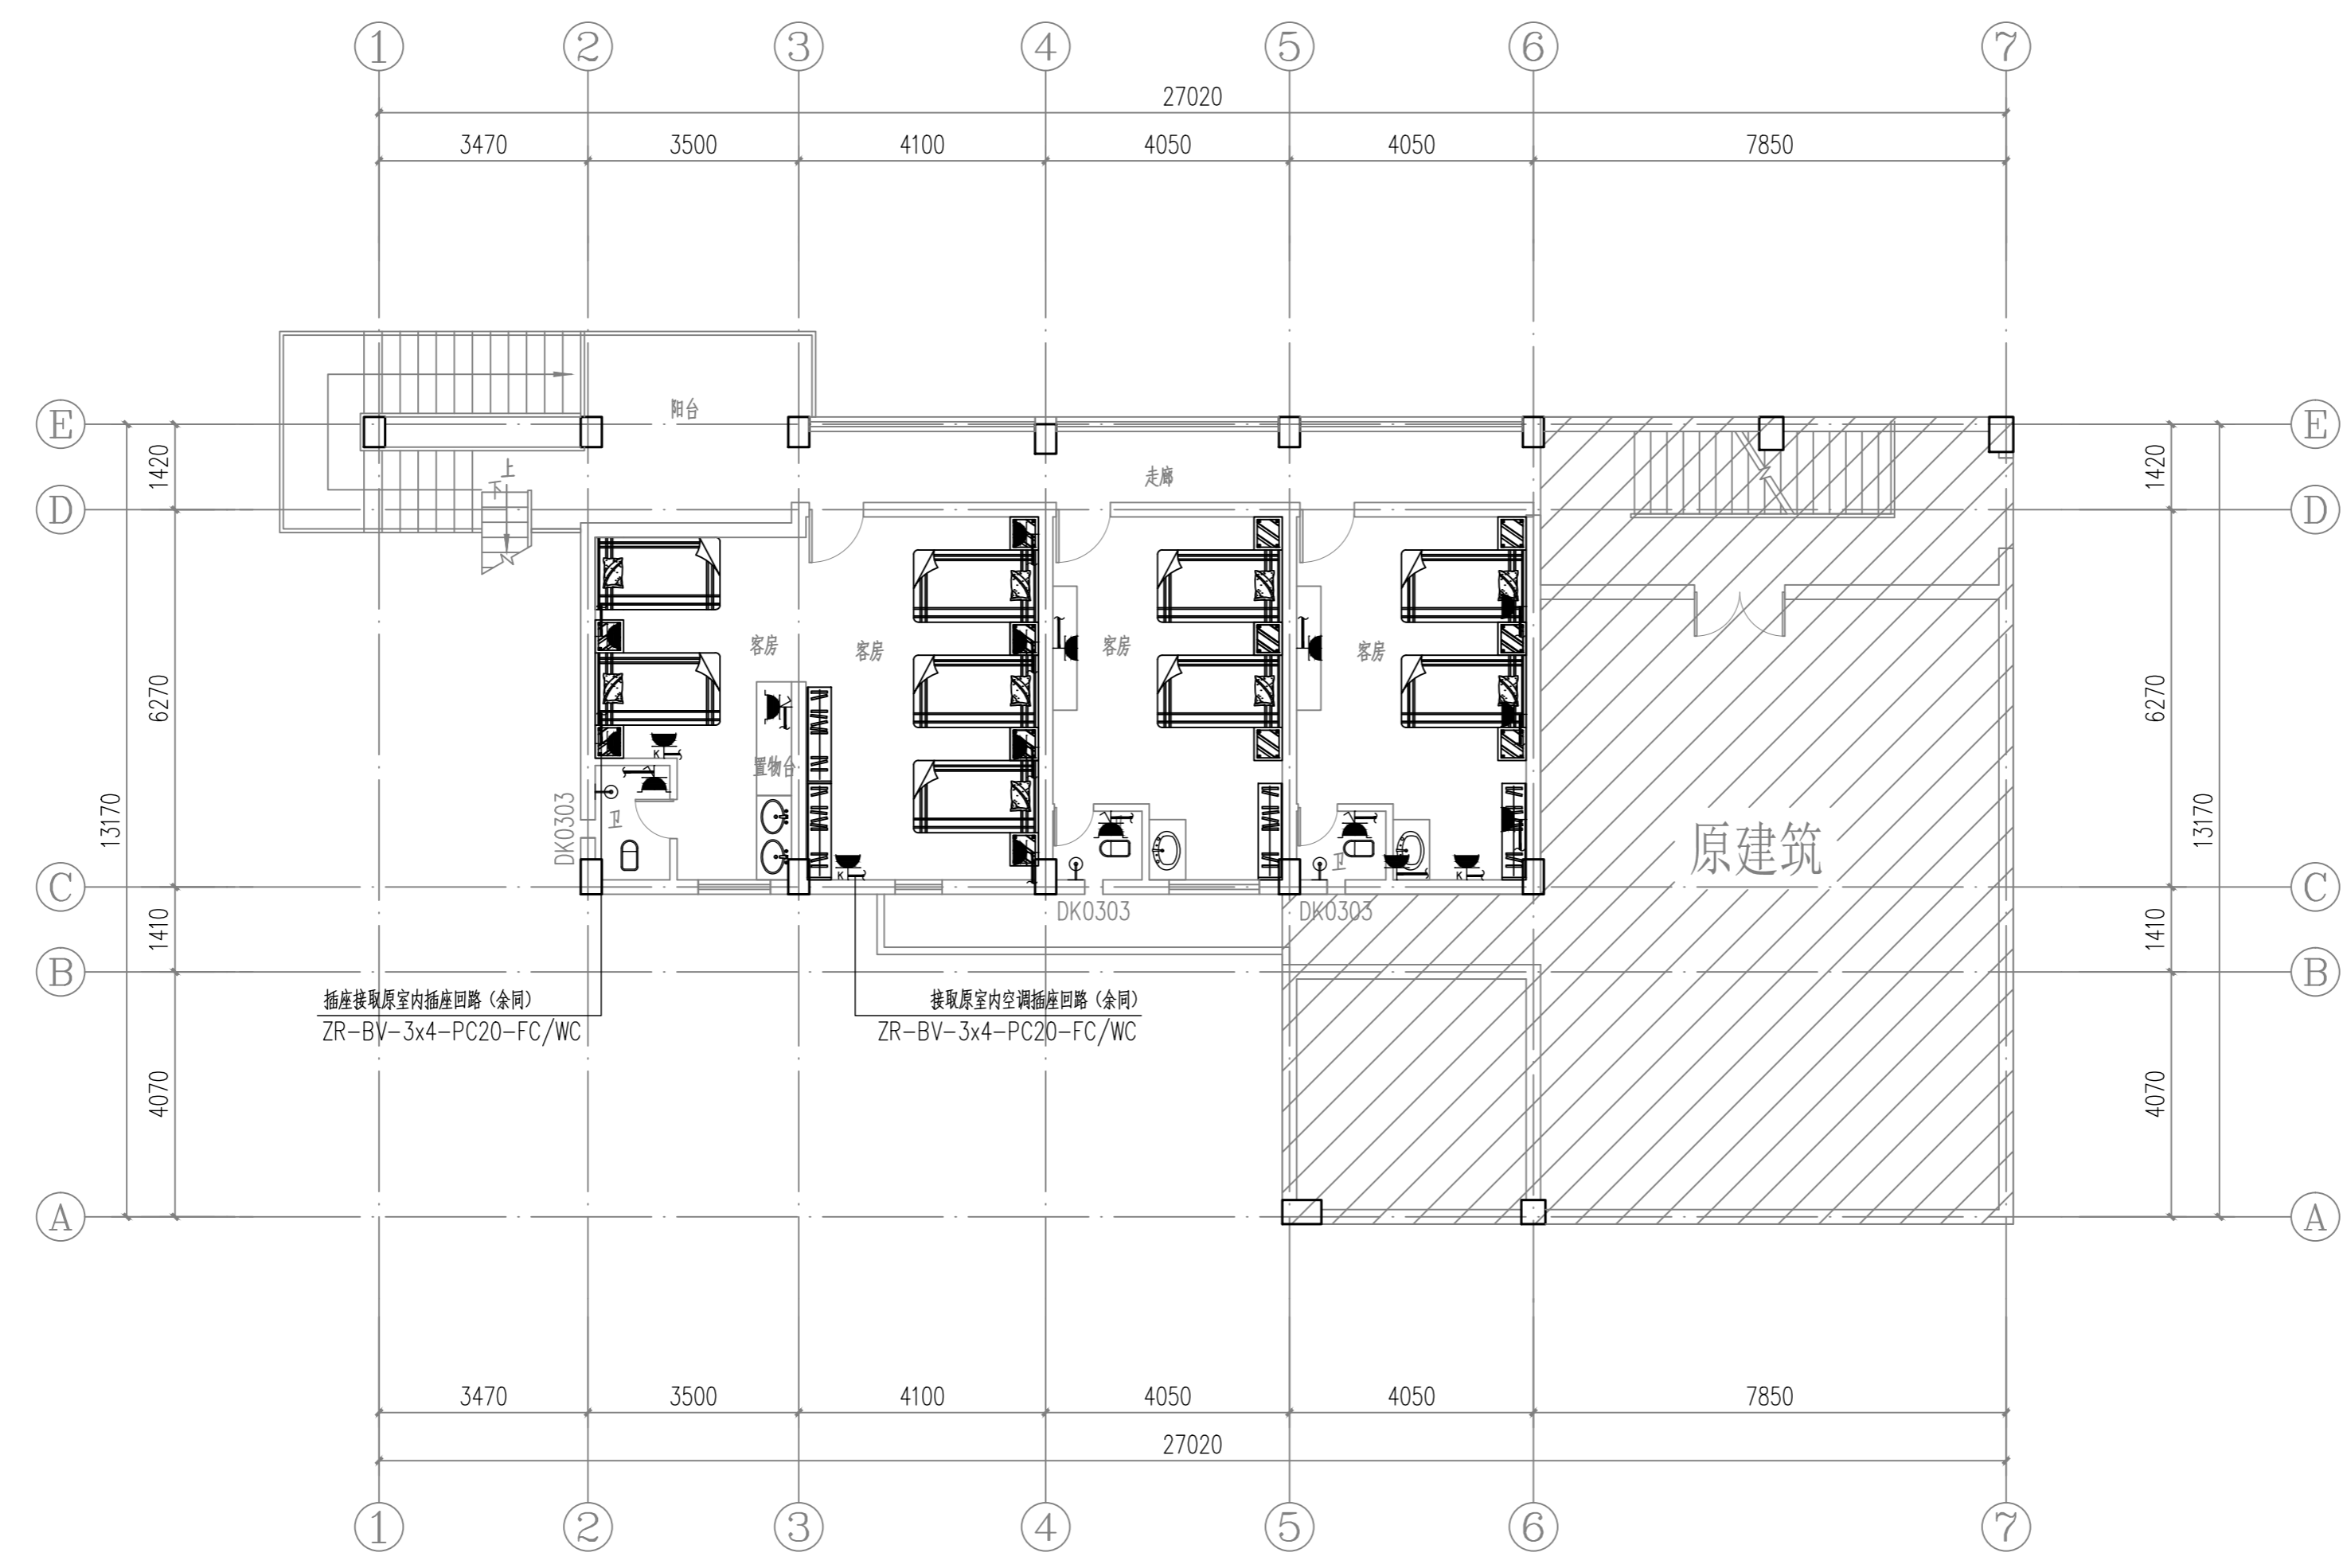 1 2 3 4 5 6 7
27020
3470 3500 4100 4050 4050 7850
阳台
E E
1420 1420
走廊
上
下
D D
客房 客房 客房 客房
6270 6270
K
置物台
13170 13170
DK0303
卫
原建筑
K 卫 K
C C
DK0303 DK0303
1410 1410
B B
插座接取原室内插座回路（余同）
ZR-BV-3x4-PC20-FC/WC
接取原室内空调插座回路（余同）
ZR-BV-3x4-PC20-FC/WC
4070 4070
A A
3470 3500 4100 4050 4050 7850
27020
1 2 3 4 5 6 7